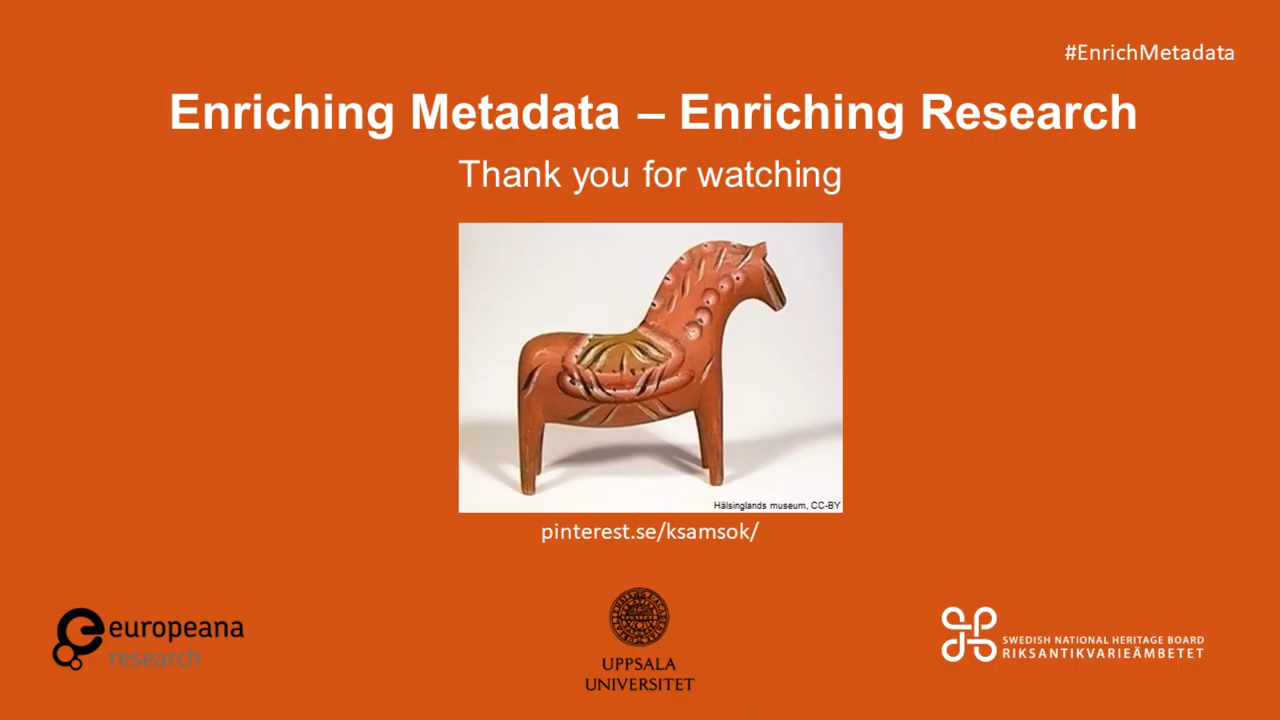 #EnrichMetadata
Enriching Metadata – Enriching Research
Thank you for watching
Hälsinglands museum, CC-BY
pinterest.se/ksamsok/
europeana
research
UPPSALA
UNIVERSITET
SWEDISH NATIONAL HERITAGE BOARD
RIKSANTIKVARIEÄMBETET